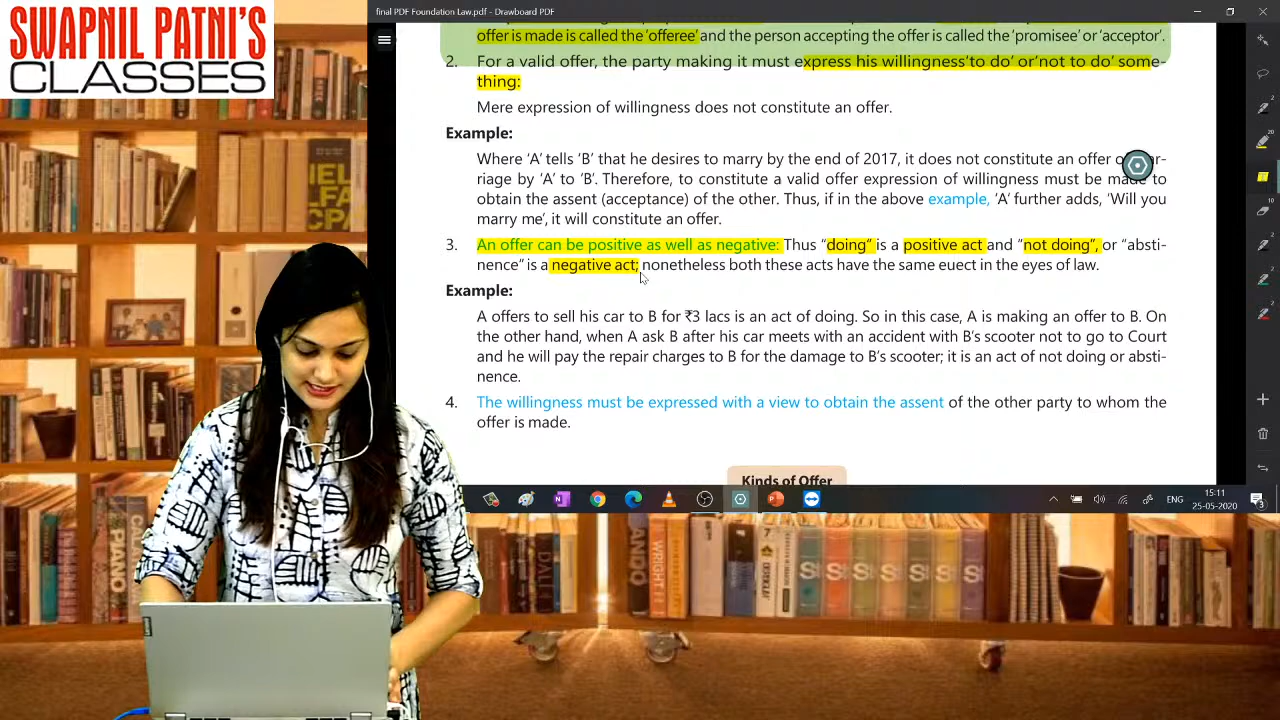 SWAPNIL PATNI'S
CLASSES
final PDF Foundation Law.pdf - Drawboard PDF
offer is made is called the 'offeree' and the person accepting the offer is called the 'promisee' or 'acceptor'.
2. For a valid offer, the party making it must express his willingness'to do' or'not to do' some-
thing:
Mere expression of willingness does not constitute an offer.
Example:
Where 'A' tells 'B' that he desires to marry by the end of 2017, it does not constitute an offer
riage by 'A' to 'B'. Therefore, to constitute a valid offer expression of willingness must be made to
obtain the assent (acceptance) of the other. Thus, if in the above example, 'A' further adds, 'Will you
marry me', it will constitute an offer.
3. An offer can be positive as well as negative: Thus "doing" is a positive act and "not doing", or "absti-
nence" is a negative act; nonetheless both these acts have the same euect in the eyes of law.
Example:
A offers to sell his car to B for ₹3 lacs is an act of doing. So in this case, A is making an offer to B. On
the other hand, when A ask B after his car meets with an accident with B's scooter not to go to Court
and he will pay the repair charges to B for the damage to B's scooter; it is an act of not doing or absti-
nence.
4. The willingness must be expressed with a view to obtain the assent of the other party to whom the
offer is made.
Kinds of Offer
ENG
15:11
25-05-2020
PIANO
WRIGHT